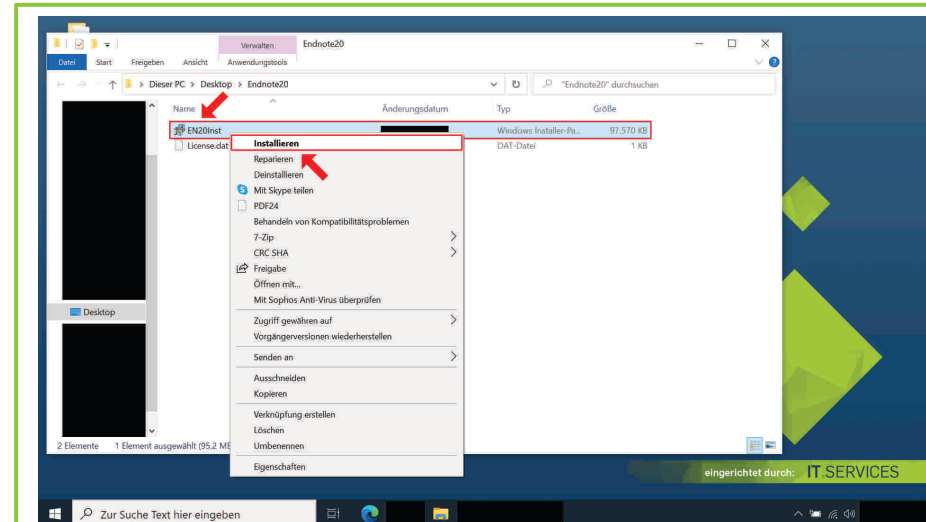 Verwalten
Endnote20
Datei Start Freigeben Ansicht Anwendungstools
> Dieser PC > Desktop > Endnote20
"Endnote20" durchsuchen
Name Änderungsdatum Typ Größe
EN20Inst Windows Installer-Pa... 97.570 KB
License.dat DAT-Datei 1 KB
Installieren
Reparieren
Deinstallieren
Mit Skype teilen
PDF24
Behandeln von Kompatibilitätsproblemen
7-Zip
CRC SHA
Freigabe
Öffnen mit...
Mit Sophos Anti-Virus überprüfen
Desktop
Zugriff gewähren auf
Vorgängerversionen wiederherstellen
Senden an
Ausschneiden
Kopieren
Verknüpfung erstellen
Löschen
2 Elemente 1 Element ausgewählt (95,2 ME
Umbenennen
Eigenschaften
eingerichtet durch: IT.SERVICES
Zur Suche Text hier eingeben